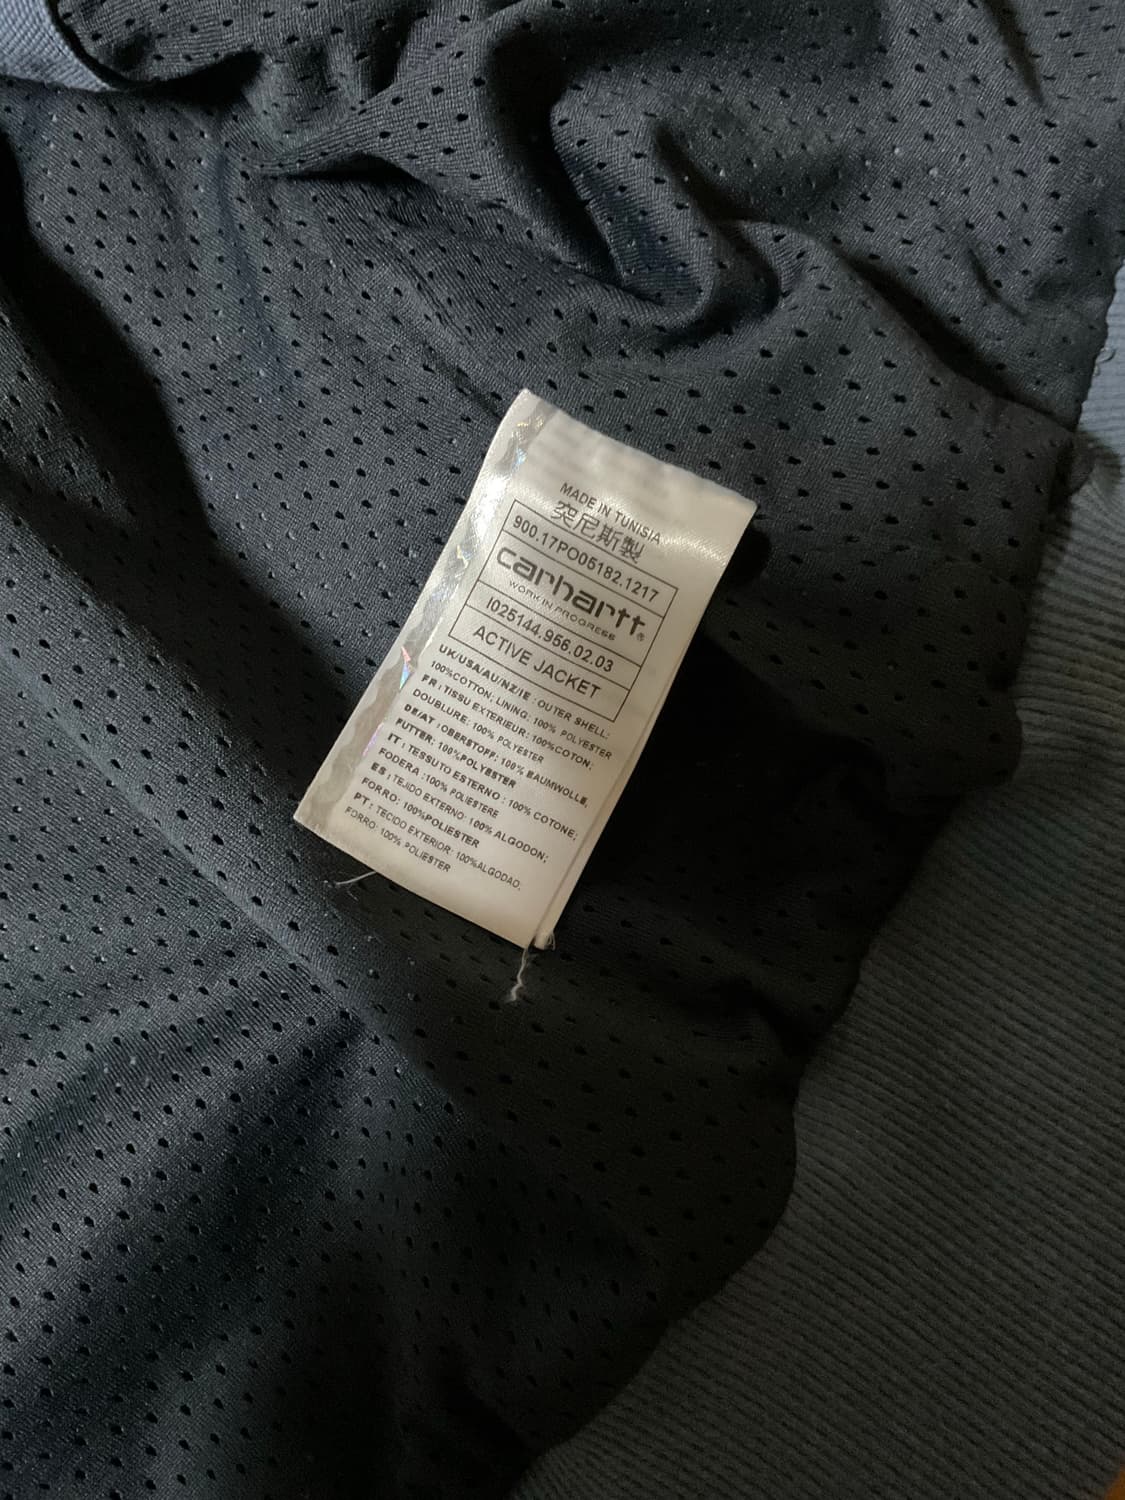 MADE IN TUNISIA
突尼斯製
900.17PO05182.1217
carhartt®
WORK IN PROGRESS
I025144.956.02.03
ACTIVE JACKET
UK/USA/AU/NZ/IE : OUTER SHELL:
100%COTTON; LINING: 100% POLYESTER
FR : TISSU EXTERIEUR: 100%COTON;
DOUBLURE: 100% POLYESTER
DE/AT : OBERSTOFF: 100% BAUMWOLLE,
FUTTER: 100%POLYESTER
IT : TESSUTO ESTERNO : 100% COTONE;
FODERA :100% POLIESTERE
ES : TEJIDO EXTERNO: 100% ALGODON;
FORRO: 100%POLIESTER
PT : TECIDO EXTERIOR: 100%ALGODAO;
FORRO: 100% POLIESTER